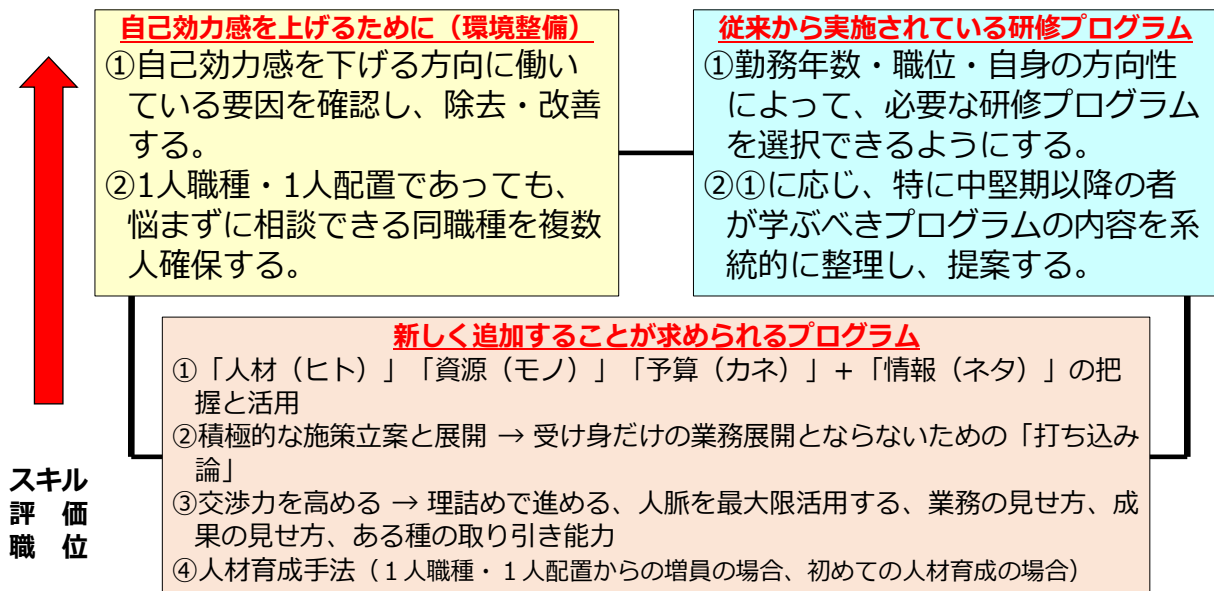 自己効力感を上げるために（環境整備）
①自己効力感を下げる方向に働い
ている要因を確認し、除去・改善
する。
②1人職種・1人配置であっても、
悩まずに相談できる同職種を複数
人確保する。
従来から実施されている研修プログラム
①勤務年数・職位・自身の方向性
によって、必要な研修プログラム
を選択できるようにする。
②①に応じ、特に中堅期以降の者
が学ぶべきプログラムの内容を系
統的に整理し、提案する。
新しく追加することが求められるプログラム
①「人材（ヒト）」「資源（モノ）」「予算（カネ）」+「情報（ネタ）」の把
握と活用
②積極的な施策立案と展開 → 受け身だけの業務展開とならないための「打ち込み
論」
③交渉力を高める → 理詰めで進める、人脈を最大限活用する、業務の見せ方、成
果の見せ方、ある種の取り引き能力
④人材育成手法（１人職種・１人配置からの増員の場合、初めての人材育成の場合）
スキル
評　価
職　位